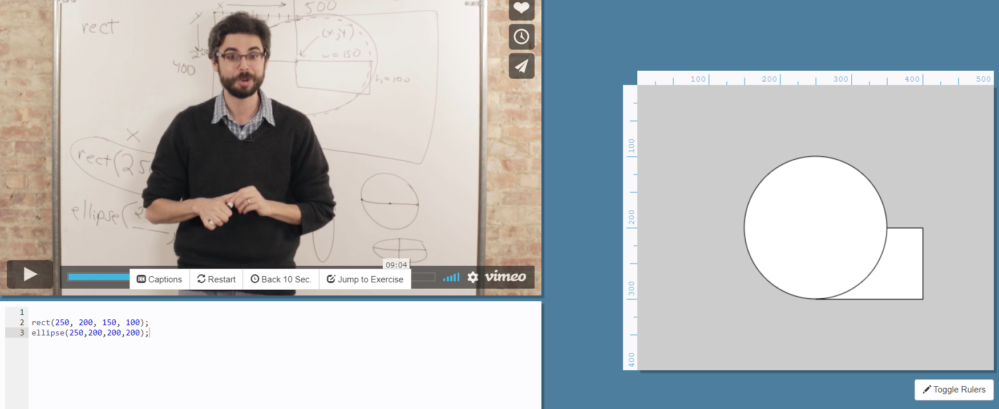 x
500
rect
y
(x,y)
200
w = 150
400
h = 100
x
rect(25
ellipse(2
09:04
Captions
Restart
Back 10 Sec.
Jump to Exercise
vimeo
1
2 rect(250, 200, 150, 100);
3 ellipse(250,200,200,200);
100 200 300 400 500
100
200
300
400
Toggle Rulers